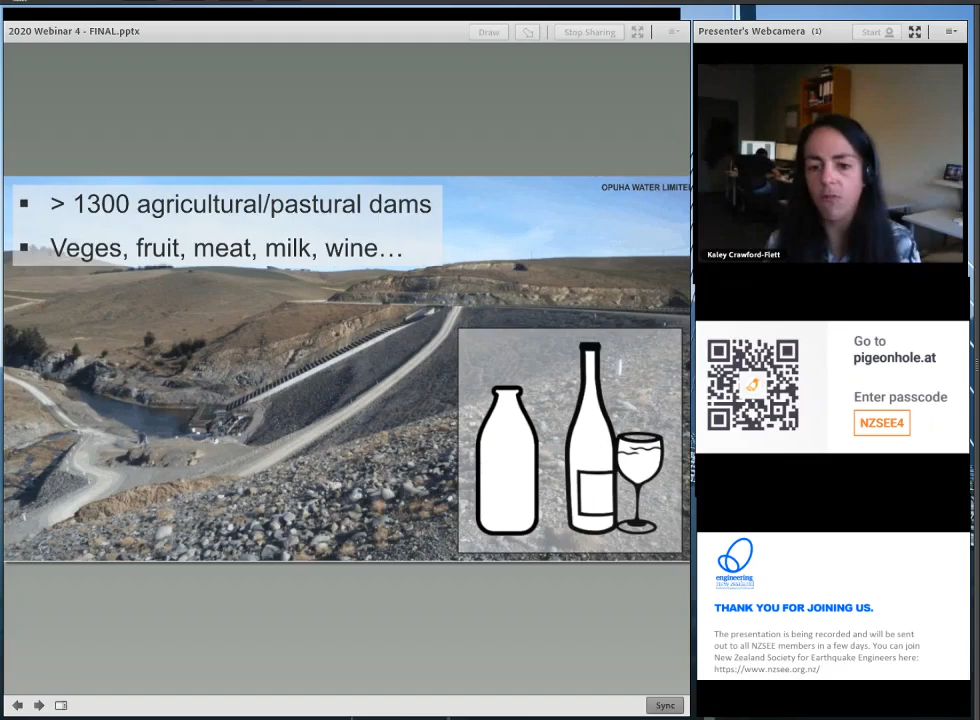 2020 Webinar 4 - FINAL.pptx
Draw
Stop Sharing
OPUHA WATER LIMITE
▪ > 1300 agricultural/pastural dams
▪ Veges, fruit, meat, milk, wine…
Sync
Presenter's Webcamera (1)
Start
Kaley Crawford-Flett
Go to
pigeonhole.at
Enter passcode
NZSEE4
engineering
THANK YOU FOR JOINING US.
The presentation is being recorded and will be sent
out to all NZSEE members in a few days. You can join
New Zealand Society for Earthquake Engineers here:
https://www.nzsee.org.nz/